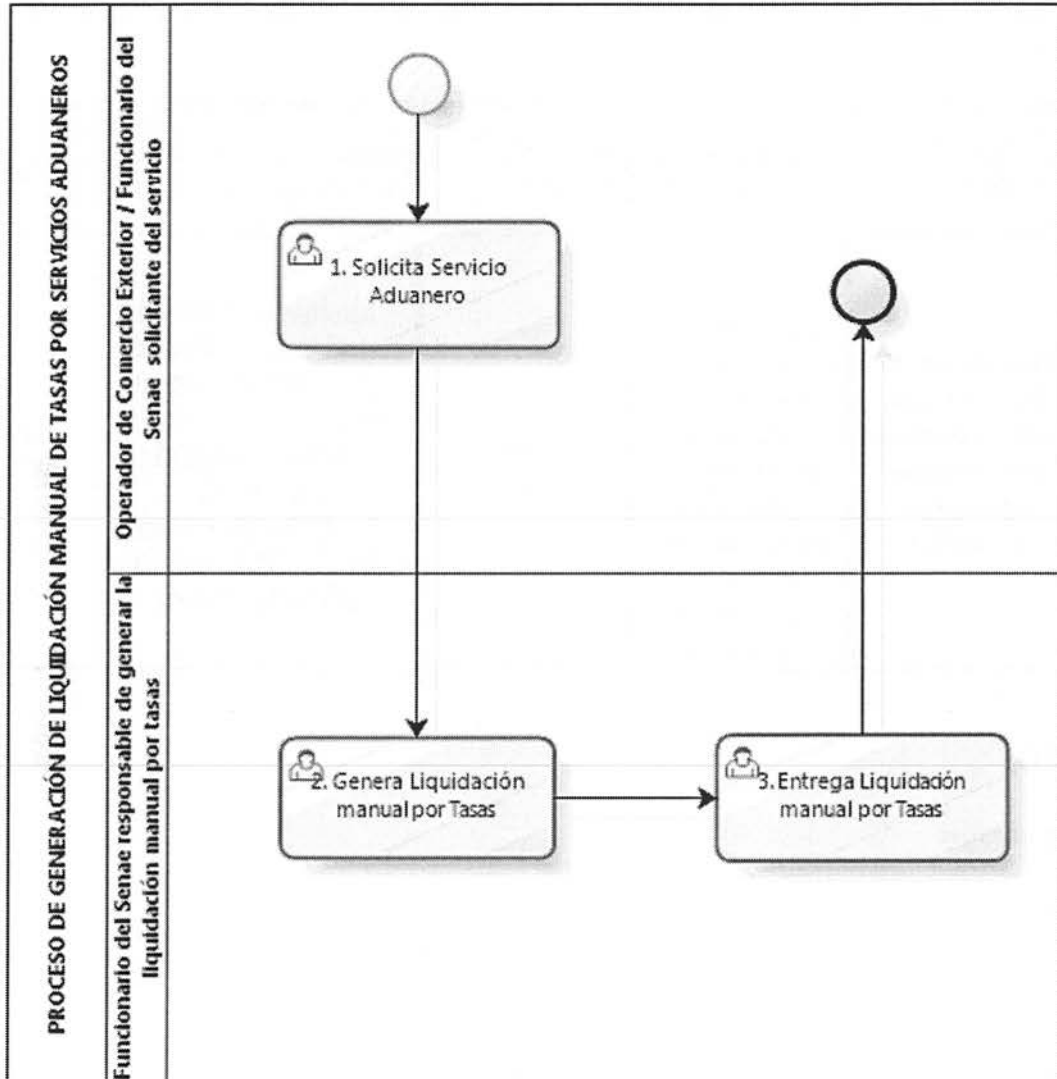 PROCESO DE GENERACIÓN DE LIQUIDACIÓN MANUAL DE TASAS POR SERVICIOS ADUANEROS
Operador de Comercio Exterior / Funcionario del
Senae solicitante del servicio
1. Solicita Servicio
Aduanero
Funcionario del Senae responsable de generar la
liquidación manual por tasas
2. Genera Liquidación
manual por Tasas
3. Entrega Liquidación
manual por Tasas